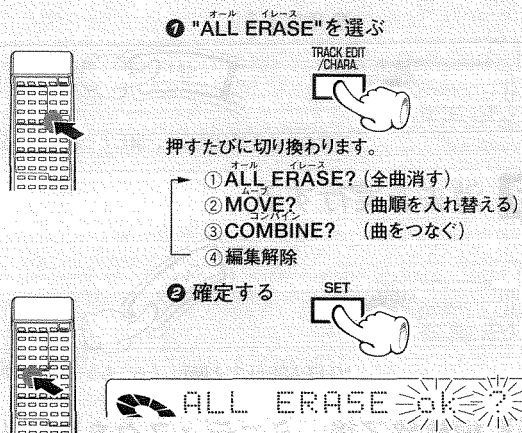 オール イレース
❶ "ALL ERASE"を選ぶ
TRACK EDIT
/CHARA.
押すたびに切り換わります。
オール イレース
①ALL ERASE? (全曲消す)
ムーブ
②MOVE? (曲順を入れ替える)
コンバイン
③COMBINE? (曲をつなぐ)
④編集解除
❷ 確定する
SET
ALL ERASE ok?